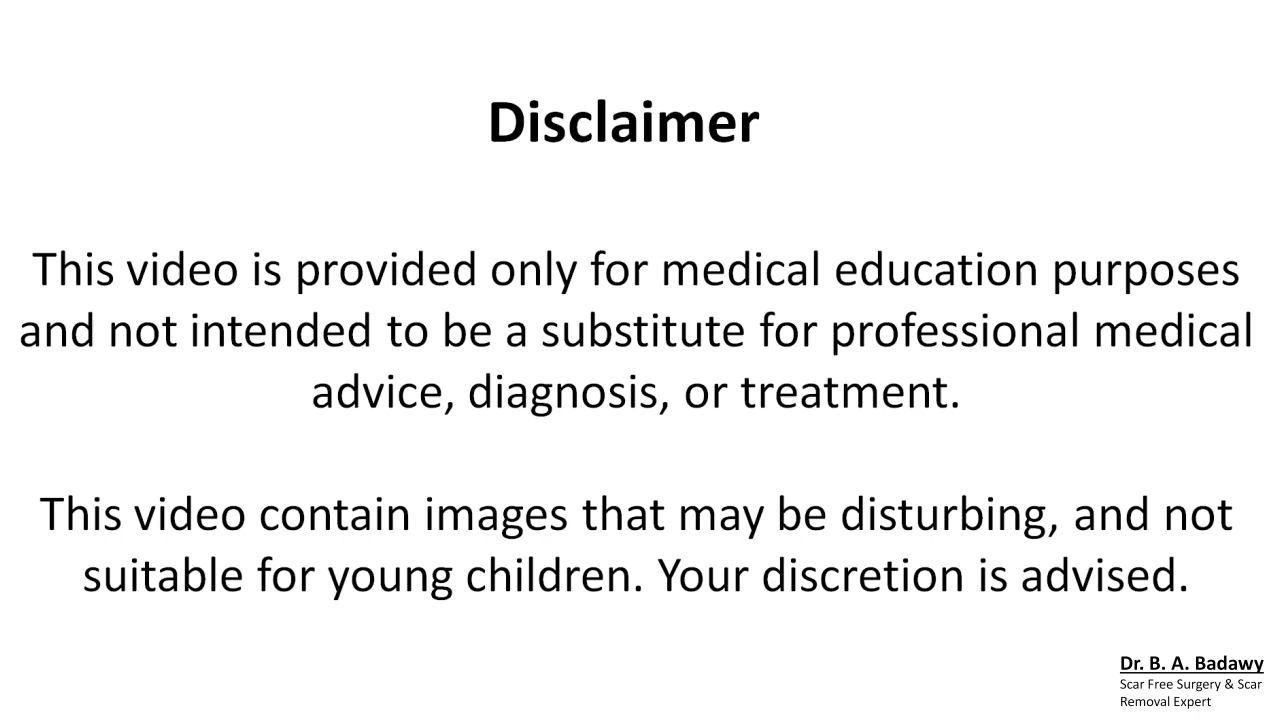 Disclaimer
This video is provided only for medical education purposes
and not intended to be a substitute for professional medical
advice, diagnosis, or treatment.
This video contain images that may be disturbing, and not
suitable for young children. Your discretion is advised.
Dr. B. A. Badawy
Scar Free Surgery & Scar
Removal Expert